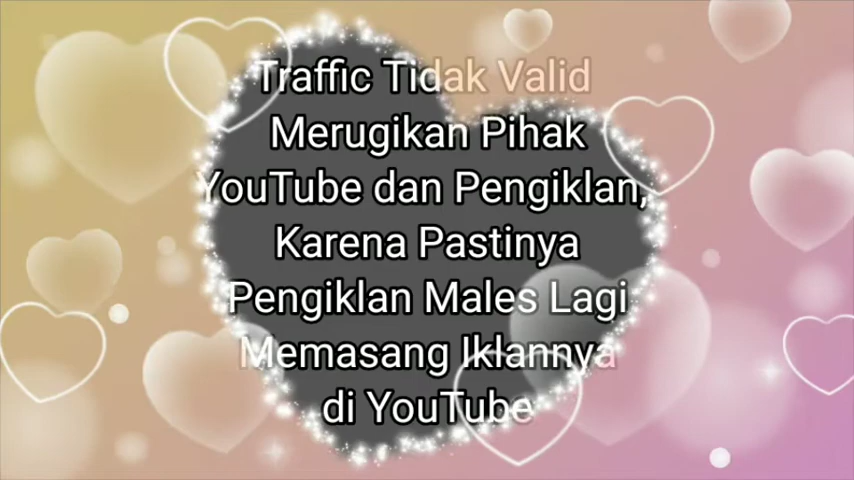 Traffic Tidak Valid
Merugikan Pihak
YouTube dan Pengiklan,
Karena Pastinya
Pengiklan Males Lagi
Memasang Iklannya
di YouTube